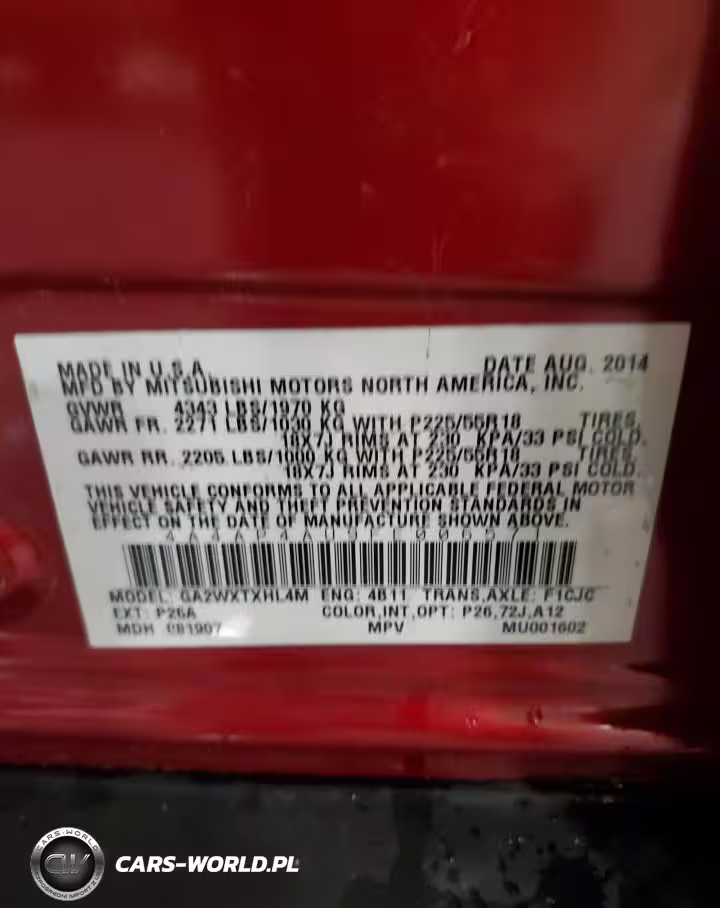 MADE IN U.S.A. DATE AUG. 2014
MFD BY MITSUBISHI MOTORS NORTH AMERICA, INC.
GVWR 4343 LBS/1970 KG
GAWR FR. 2271 LBS/1030 KG WITH P225/55R18 TIRES,
18X7J RIMS AT 230 KPA/33 PSI COLD.
GAWR RR. 2205 LBS/1000 KG WITH P225/55R18 TIRES,
18X7J RIMS AT 230 KPA/33 PSI COLD.
THIS VEHICLE CONFORMS TO ALL APPLICABLE FEDERAL MOTOR
VEHICLE SAFETY AND THEFT PREVENTION STANDARDS IN
EFFECT ON THE DATE OF MANUFACTURE SHOWN ABOVE.
MODEL: GA2WXTXHL4M ENG: 4B11 TRANS,AXLE: F1CJC
EXT: P26A COLOR,INT,OPT: P26,72J,A12
MDH 081907 MPV MU001602
CARS-WORLD
CW
CARS-WORLD.PL